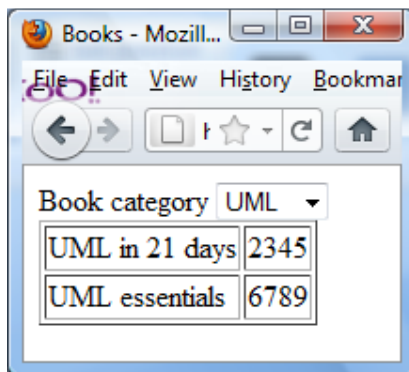 Books - Mozill...
File Edit View History Bookmar
Book category UML
UML in 21 days 2345
UML essentials 6789